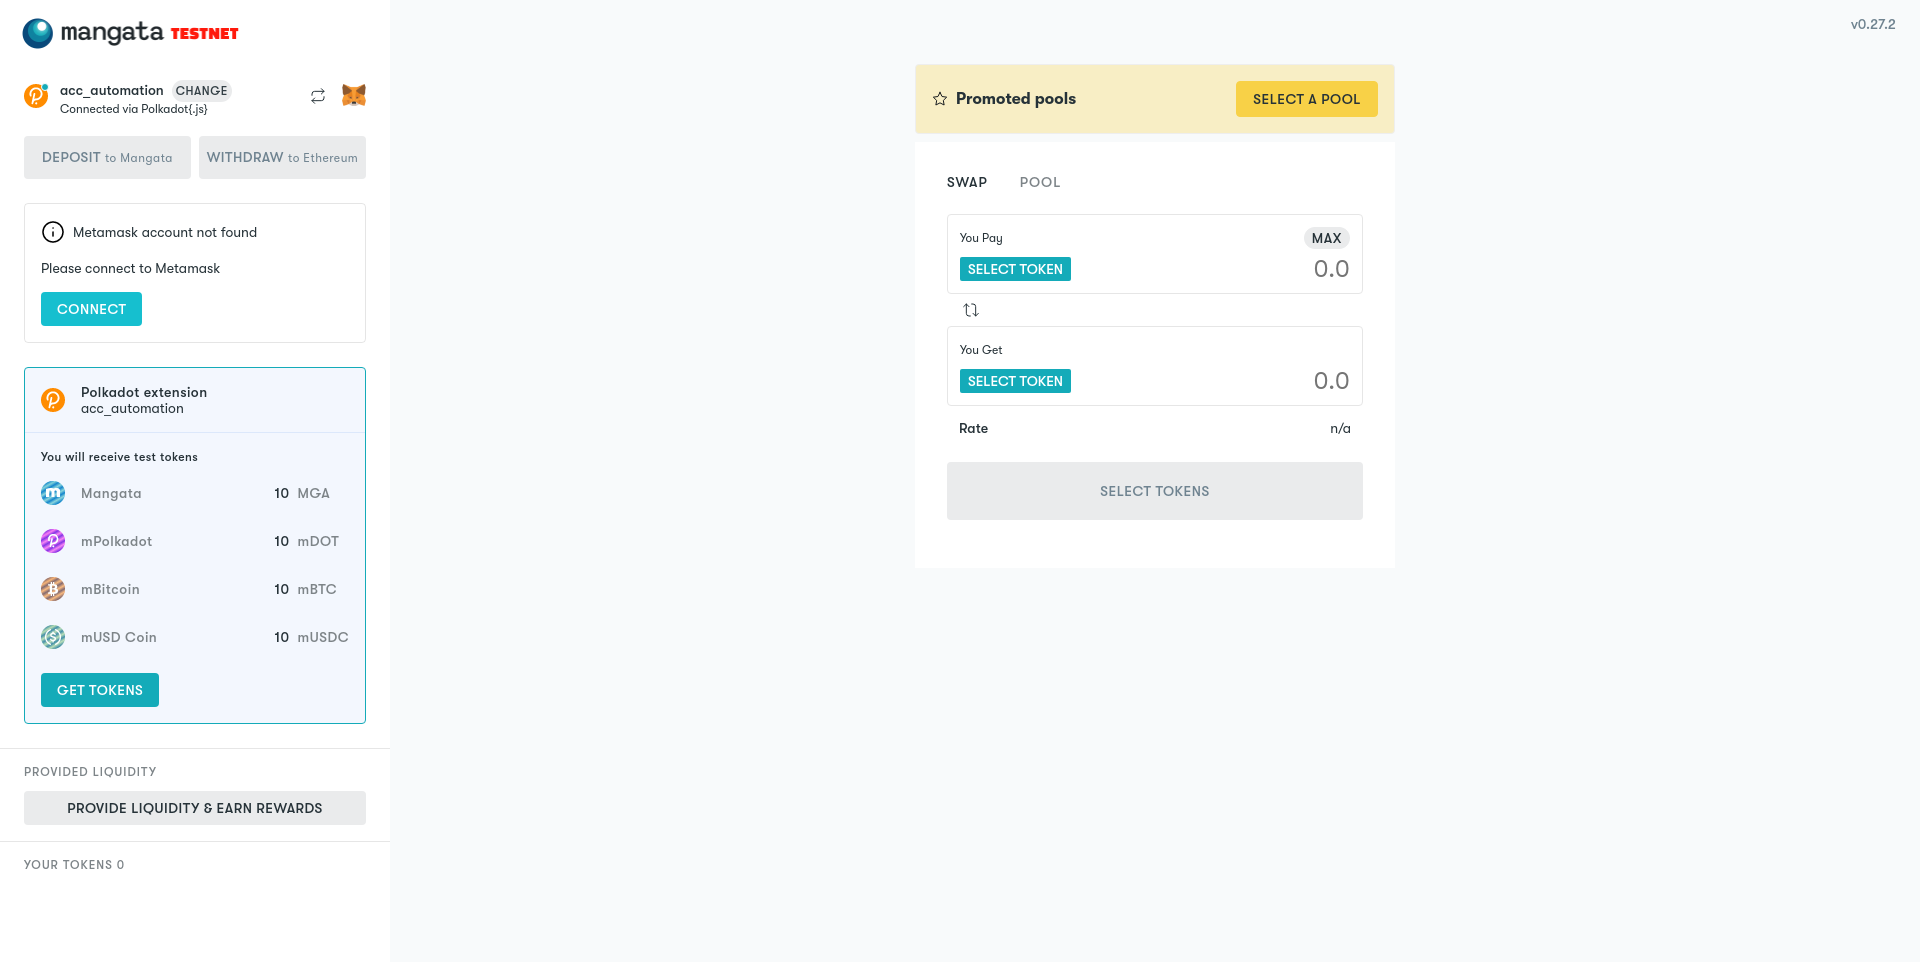 mangata TESTNET
v0.27.2
acc_automation CHANGE
Connected via Polkadot{.js}
DEPOSIT to Mangata
WITHDRAW to Ethereum
Metamask account not found
Please connect to Metamask
CONNECT
Polkadot extension
acc_automation
You will receive test tokens
Mangata 10 MGA
mPolkadot 10 mDOT
mBitcoin 10 mBTC
mUSD Coin 10 mUSDC
GET TOKENS
PROVIDED LIQUIDITY
PROVIDE LIQUIDITY & EARN REWARDS
YOUR TOKENS 0
Promoted pools
SELECT A POOL
SWAP POOL
You Pay MAX
SELECT TOKEN 0.0
You Get
SELECT TOKEN 0.0
Rate n/a
SELECT TOKENS